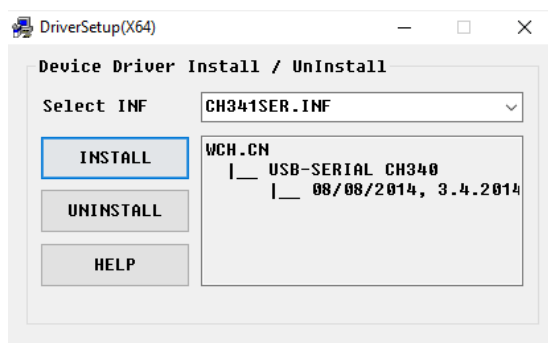 DriverSetup(X64)
Device Driver Install / UnInstall
Select INF
CH341SER.INF
INSTALL
UNINSTALL
HELP
WCH.CN
|__ USB-SERIAL CH340
|__ 08/08/2014, 3.4.2014